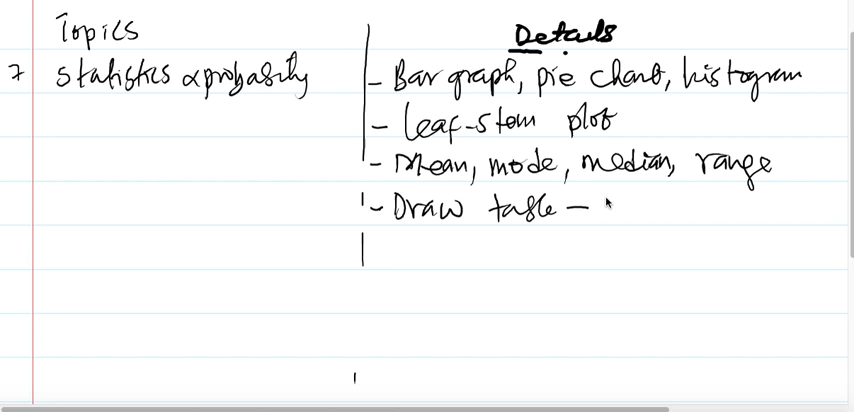 Topics
Details
7 Statistics & probability
- Bar graph, pie chart, histogram
- leaf-stem plot
- Mean, mode, median, range
- Draw table -